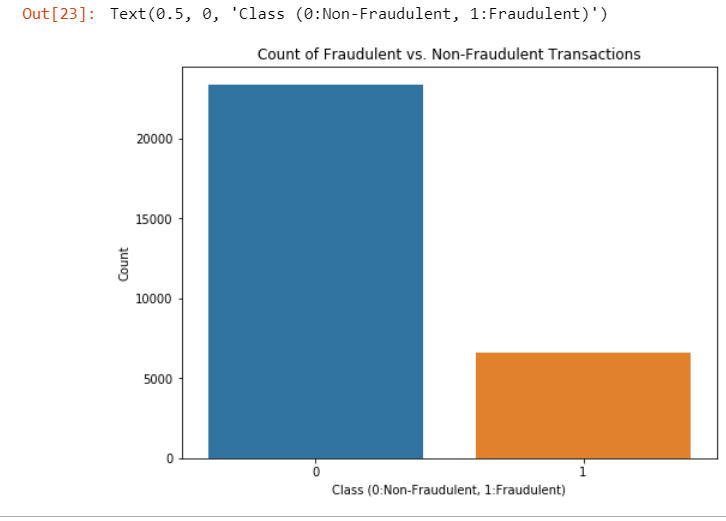 Out[23]: Text(0.5, 0, 'Class (0:Non-Fraudulent, 1:Fraudulent)')
Count of Fraudulent vs. Non-Fraudulent Transactions
20000
15000
10000
5000
0
Count
0 1
Class (0:Non-Fraudulent, 1:Fraudulent)